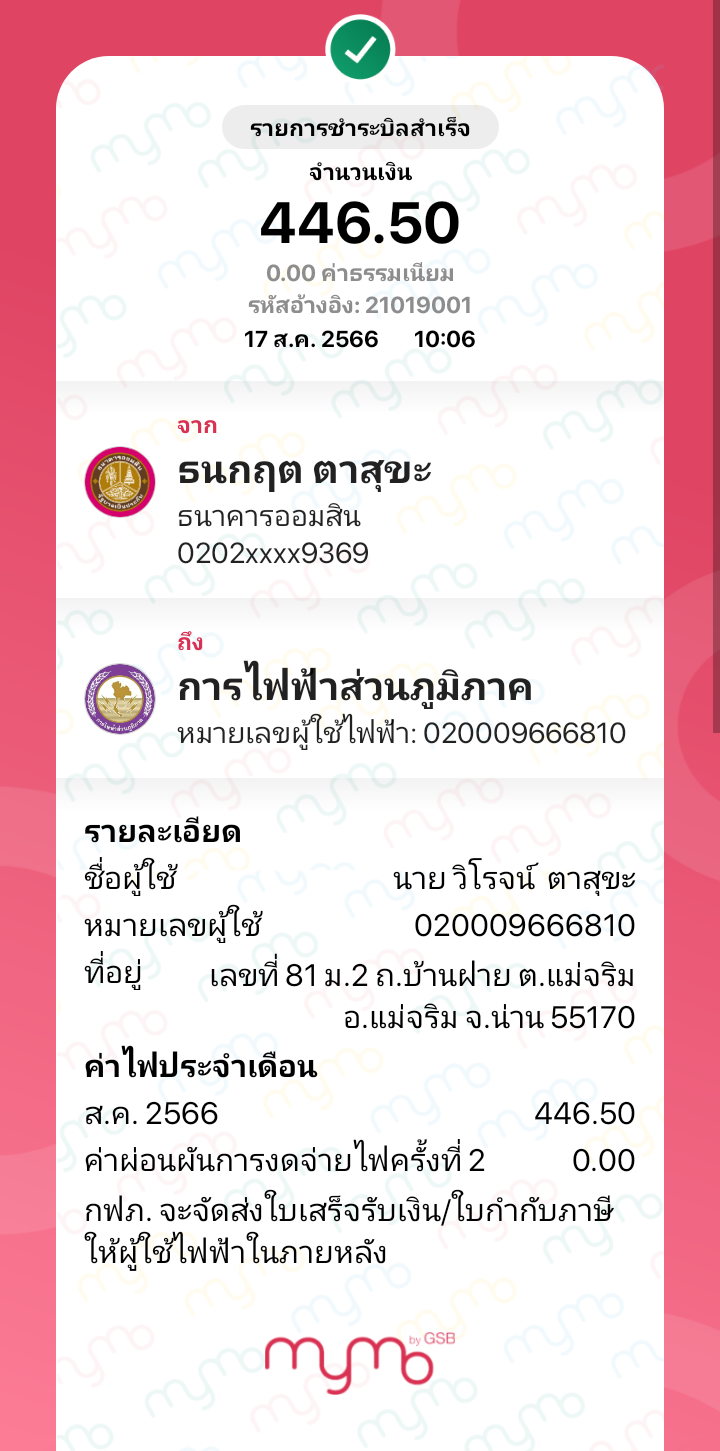 รายการชำระบิลสำเร็จ
จำนวนเงิน
446.50
0.00 ค่าธรรมเนียม
รหัสอ้างอิง: 21019001
17 ส.ค. 2566 10:06
จาก
ธนกฤต ตาสุขะ
ธนาคารออมสิน
0202xxxx9369
ถึง
การไฟฟ้าส่วนภูมิภาค
หมายเลขผู้ใช้ไฟฟ้า: 020009666810
รายละเอียด
ชื่อผู้ใช้ นาย วิโรจน์ ตาสุขะ
หมายเลขผู้ใช้ 020009666810
ที่อยู่ เลขที่ 81 ม.2 ถ.บ้านฝาย ต.แม่จริม
อ.แม่จริม จ.น่าน 55170
ค่าไฟประจำเดือน
ส.ค. 2566 446.50
ค่าผ่อนผันการงดจ่ายไฟครั้งที่ 2 0.00
กฟภ. จะจัดส่งใบเสร็จรับเงิน/ใบกำกับภาษี
ให้ผู้ใช้ไฟฟ้าในภายหลัง
mymo by GSB